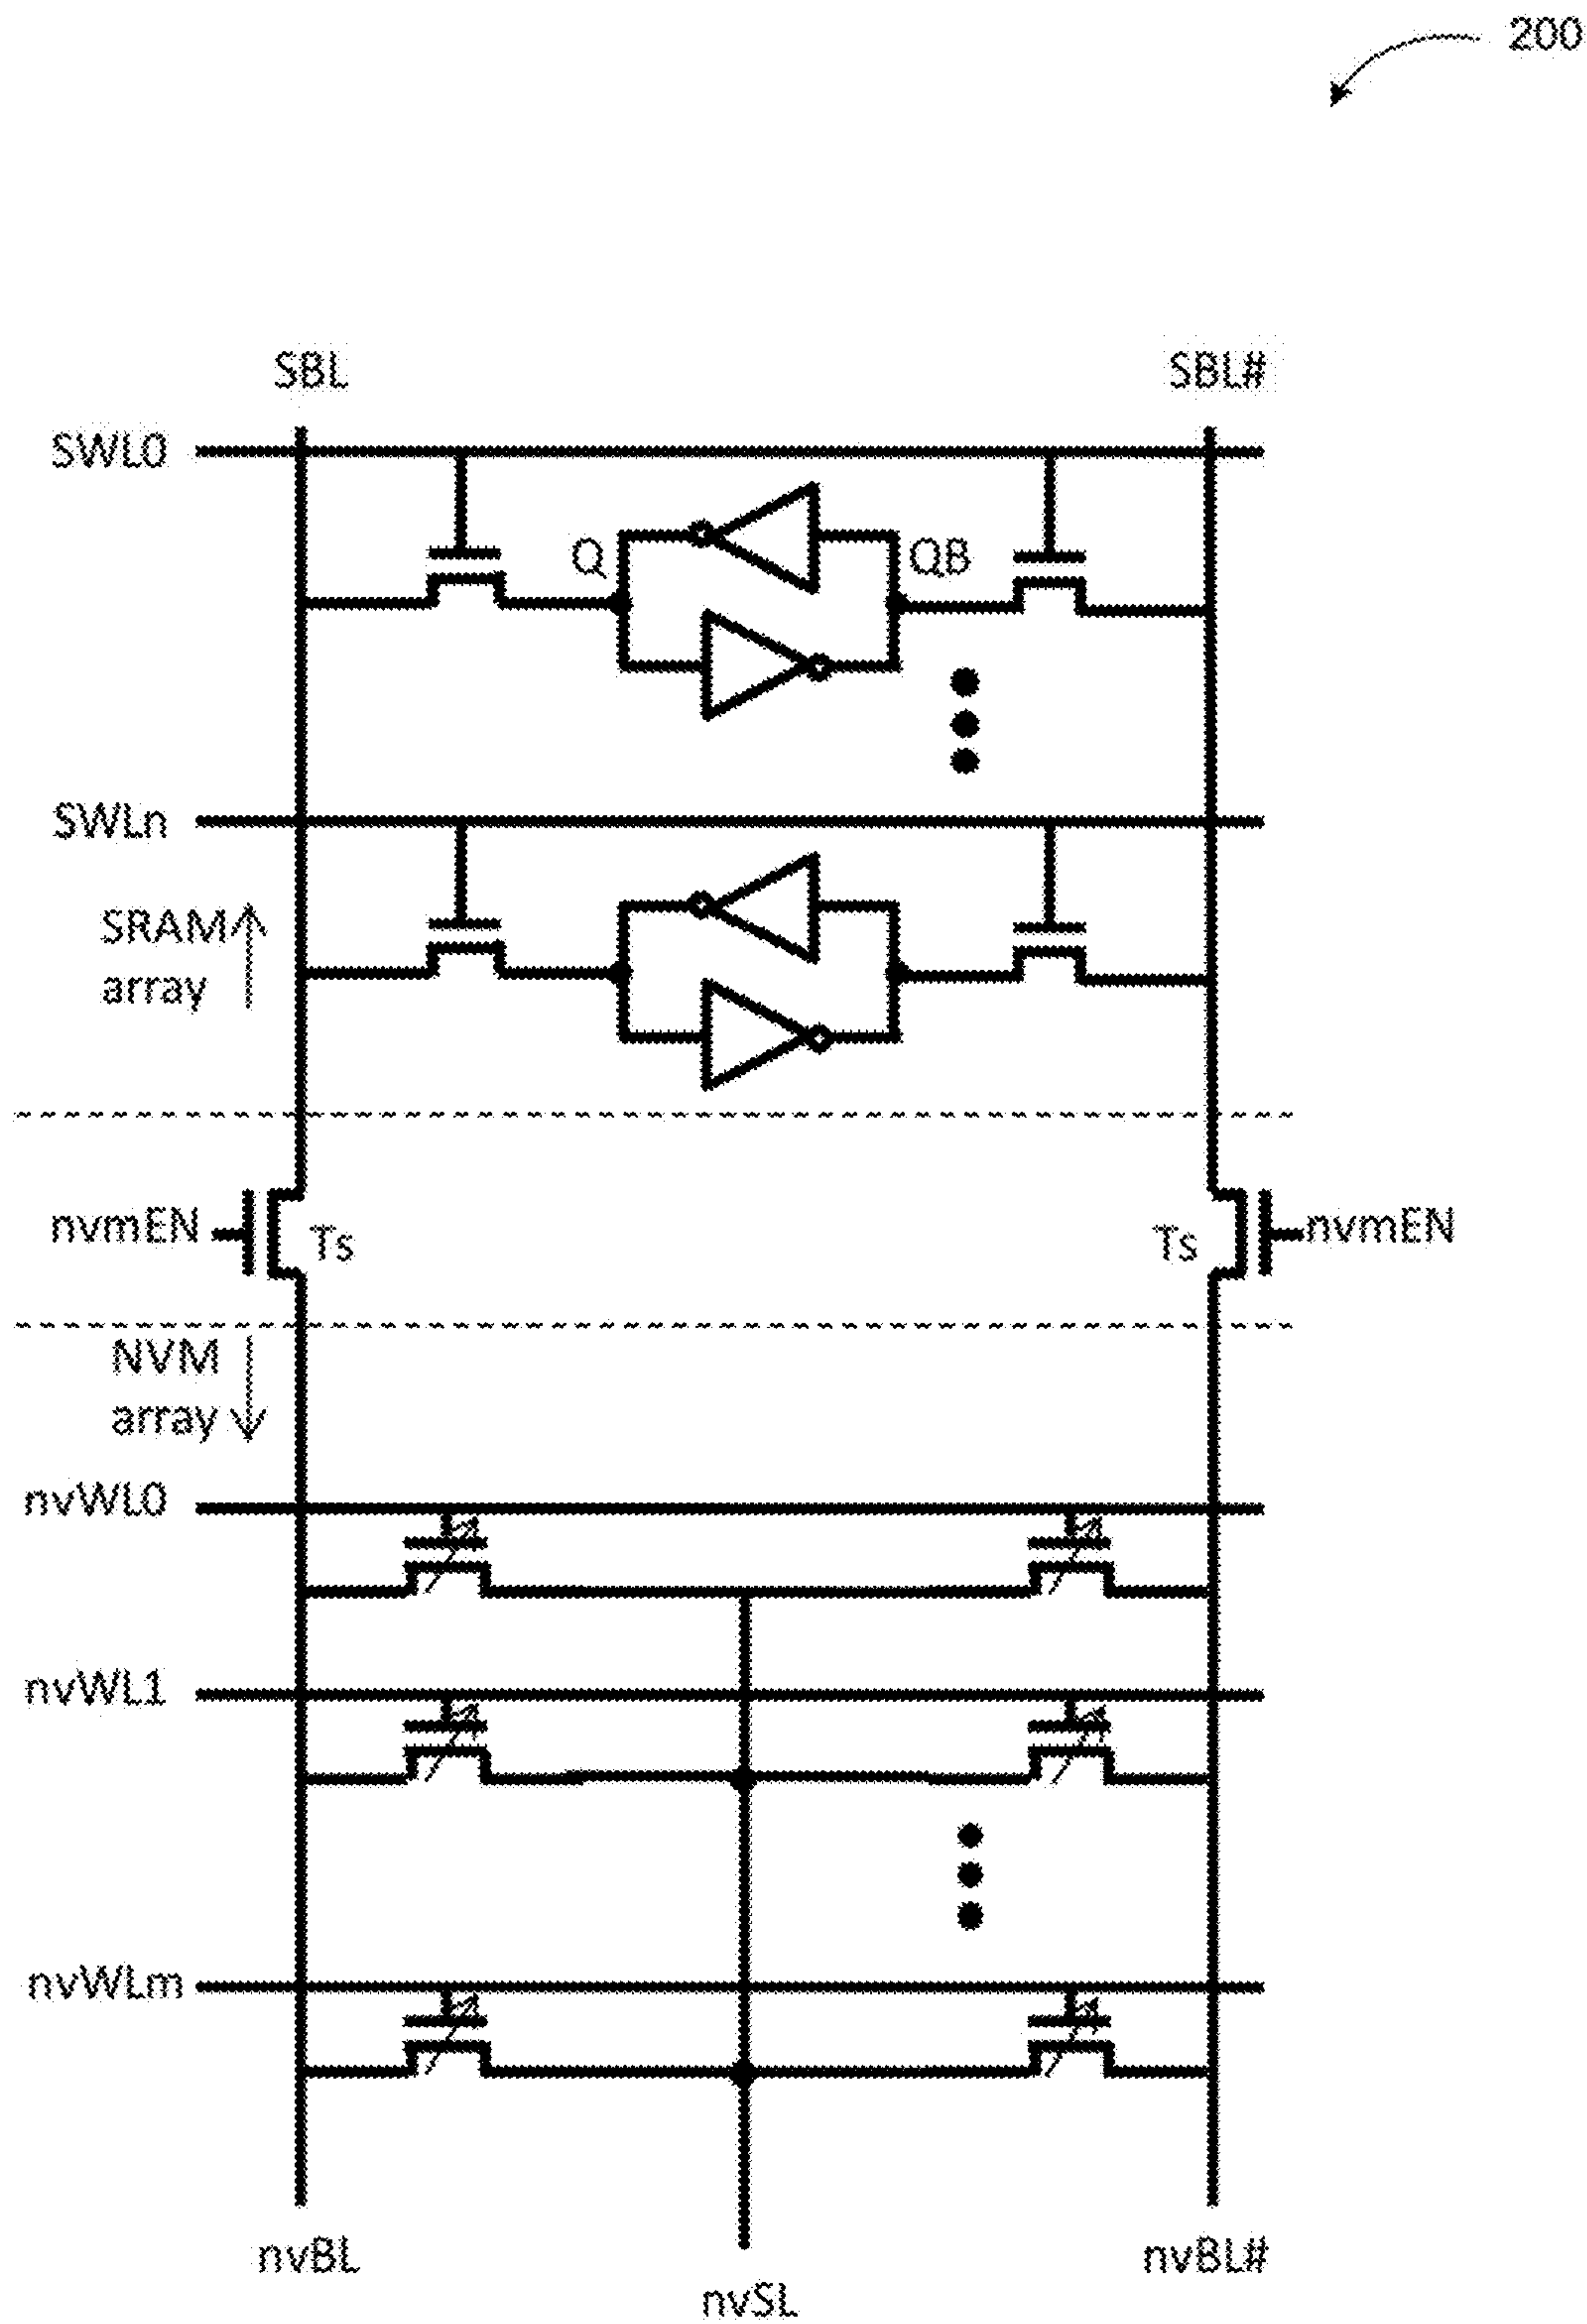 200
SBL
SBL#
SWL0
Q
QB
SWLn
SRAM
array
nvmEN
Ts
Ts
nvmEN
NVM
array
nvWL0
nvWL1
nvWLm
nvBL
nvBL#
nvSL